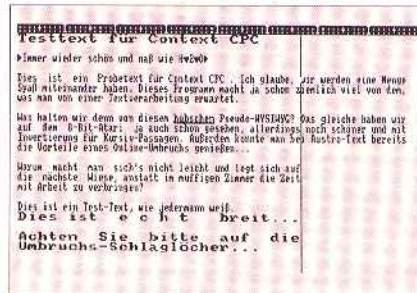 Testtext für Context CPC
Immer wieder schön und naß wie H2O
Dies ist ein Probetext für Context CPC . Ich glaube, wir werden eine Menge
Spaß miteinander haben. Dieses Programm macht ja schon ziemlich viel von dem,
was man von einer Textverarbeitung erwartet.
Was halten wir denn von diesem hübschen Pseudo-WYSIWYG? Das gleiche haben wir
auf dem 8-Bit-Atari ja auch schon gesehen, allerdings noch schöner und mit
Invertierung für Kursiv-Passagen. Außerdem konnte man bei Austro-Text bereits
die Vorteile eines Online-Umbruchs genießen...
Warum macht man sich's nicht leicht und legt sich auf
die nächste Wiese, anstatt im muffigen Zimmer die Zeit
mit Arbeit zu verbringen?
Dies ist ein Test-Text, wie jedermann weiß.
Dies ist e c h t breit...
Achten Sie bitte auf die
Umbruchs-Schlaglöcher...